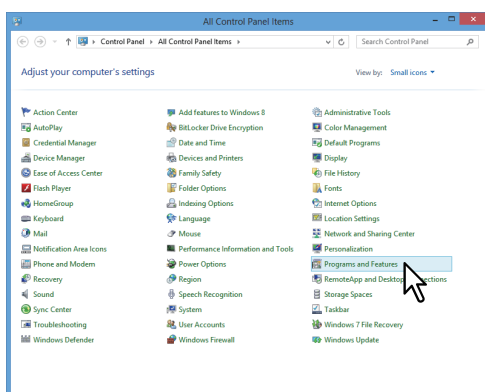 All Control Panel Items
Control Panel All Control Panel Items Search Control Panel
Adjust your computer's settings View by: Small icons
Action Center Add features to Windows 8 Administrative Tools
AutoPlay BitLocker Drive Encryption Color Management
Credential Manager Date and Time Default Programs
Device Manager Devices and Printers Display
Ease of Access Center Family Safety File History
Flash Player Folder Options Fonts
HomeGroup Indexing Options Internet Options
Keyboard Language Location Settings
Mail Mouse Network and Sharing Center
Notification Area Icons Performance Information and Tools Personalization
Phone and Modem Power Options Programs and Features
Recovery Region RemoteApp and Desktop
Sound Speech Recognition Storage Spaces
Sync Center System Taskbar
Troubleshooting User Accounts Windows 7 File Recovery
Windows Defender Windows Firewall Windows Update